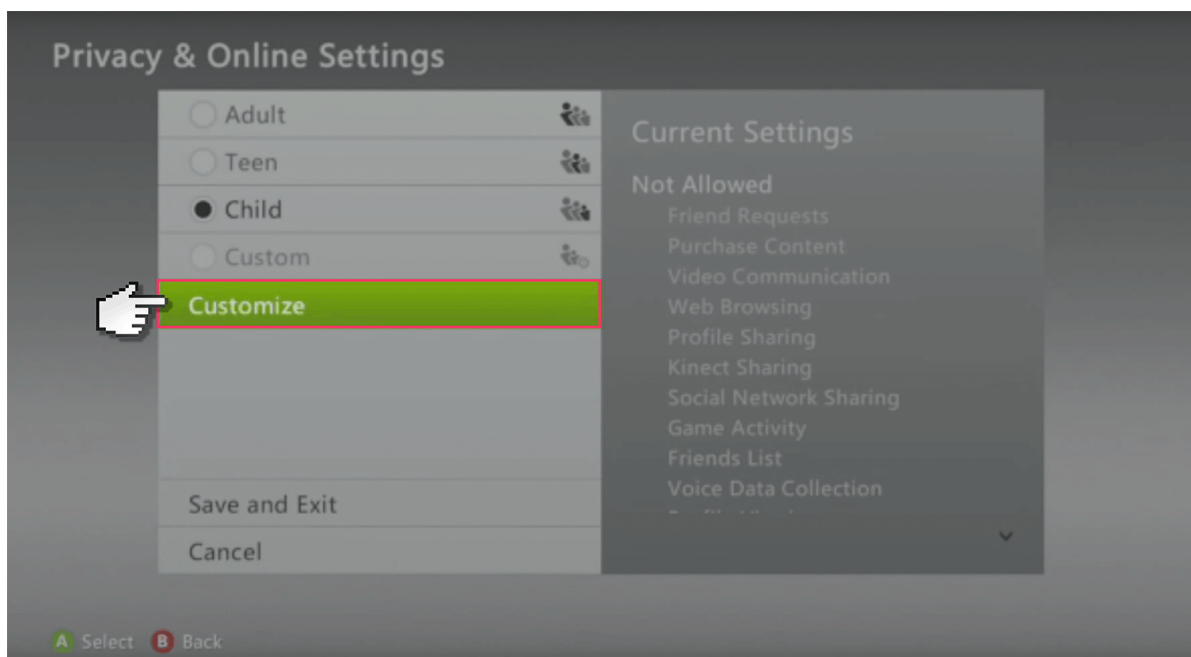 Privacy & Online Settings
Adult
Teen
Child
Custom
Customize
Save and Exit
Cancel
Current Settings
Not Allowed
Friend Requests
Purchase Content
Video Communication
Web Browsing
Profile Sharing
Kinect Sharing
Social Network Sharing
Game Activity
Friends List
Voice Data Collection
A Select B Back